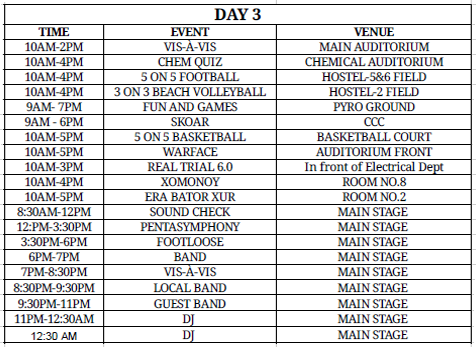 DAY 3
TIME EVENT VENUE
10AM-2PM VIS-À-VIS MAIN AUDITORIUM
10AM-4PM CHEM QUIZ CHEMICAL AUDITORIUM
10AM-4PM 5 ON 5 FOOTBALL HOSTEL-5&6 FIELD
10AM-4PM 3 ON 3 BEACH VOLLEYBALL HOSTEL-2 FIELD
9AM- 7PM FUN AND GAMES PYRO GROUND
9AM - 6PM SKOAR CCC
10AM-5PM 5 ON 5 BASKETBALL BASKETBALL COURT
10AM-5PM WARFACE AUDITORIUM FRONT
10AM-3PM REAL TRIAL 6.0 In front of Electrical Dept
10AM-4PM XOMONOY ROOM NO.8
10AM-5PM ERA BATOR XUR ROOM NO.2
8:30AM-12PM SOUND CHECK MAIN STAGE
12:PM-3:30PM PENTASYMPHONY MAIN STAGE
3:30PM-6PM FOOTLOOSE MAIN STAGE
6PM-7PM BAND MAIN STAGE
7PM-8:30PM VIS-À-VIS MAIN STAGE
8:30PM-9:30PM LOCAL BAND MAIN STAGE
9:30PM-11PM GUEST BAND MAIN STAGE
11PM-12:30AM DJ MAIN STAGE
12:30 AM DJ MAIN STAGE